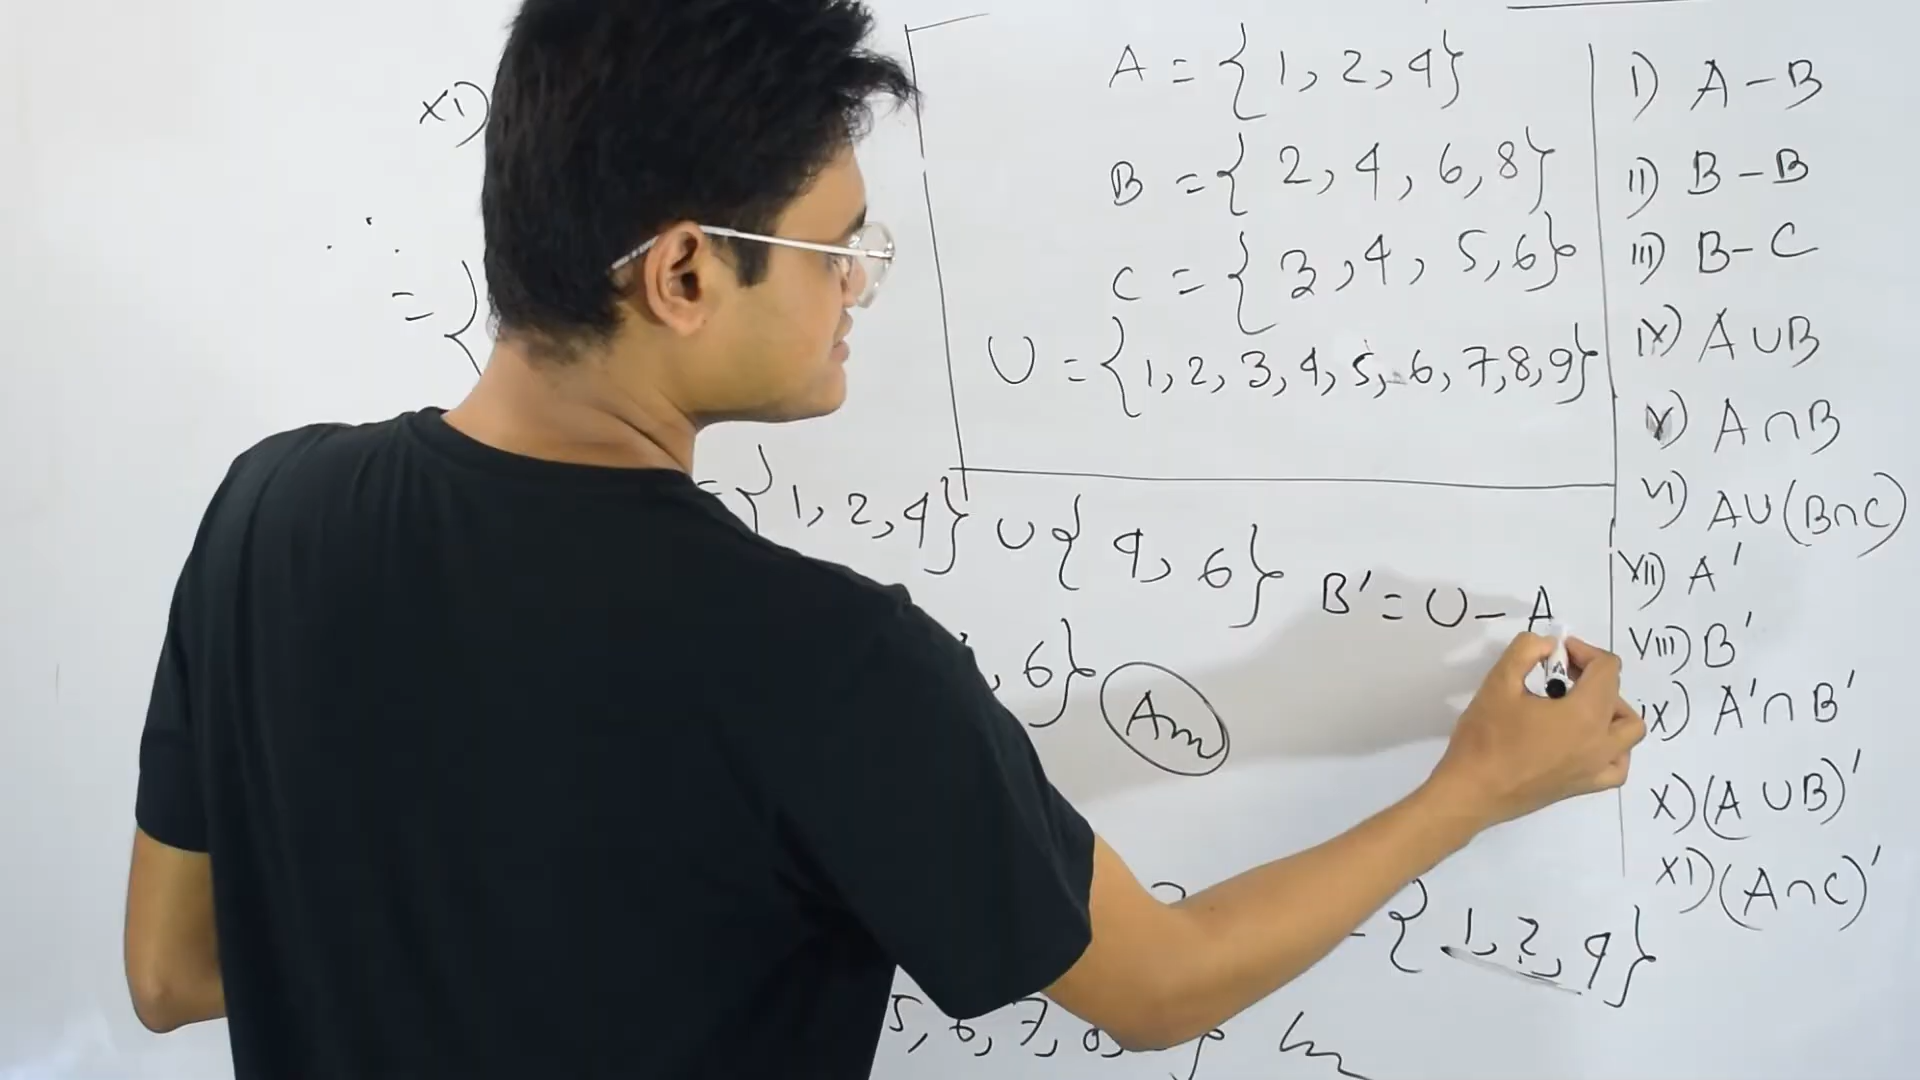 XI)
= {
A = {1, 2, 4}
B = {2, 4, 6, 8}
C = {3, 4, 5, 6}
U = {1, 2, 3, 4, 5, 6, 7, 8, 9}
= {1, 2, 4} ∪ {4, 6}
, 6}
Ans
B' = U - A
- {1, 2, 4}
5, 6, 7, 8, }
I) A - B
II) B - B
III) B - C
IV) A ∪ B
V) A ∩ B
VI) A ∪ (B ∩ C)
VII) A'
VIII) B'
IX) A' ∩ B'
X) (A ∪ B)'
XI) (A ∩ C)'